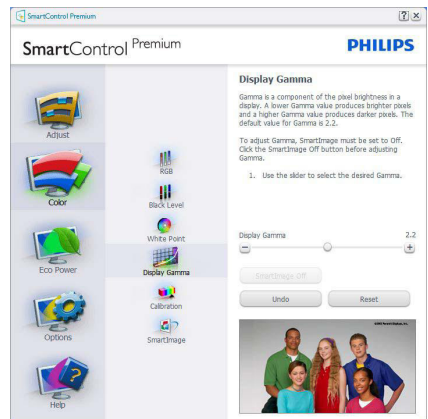 SmartControl Premium
? ×
SmartControl Premium
PHILIPS
Adjust
Color
Eco Power
Options
Help
RGB
Black Level
White Point
Display Gamma
Calibration
SmartImage
Display Gamma
Gamma is a component of the pixel brightness in a
display. A lower Gamma value produces brighter pixels
and a higher Gamma value produces darker pixels. The
default value for Gamma is 2.2.
To adjust Gamma, SmartImage must be set to Off.
Click the SmartImage Off button before adjusting
Gamma.
1. Use the slider to select the desired Gamma.
Display Gamma 2.2
SmartImage Off
Undo Reset